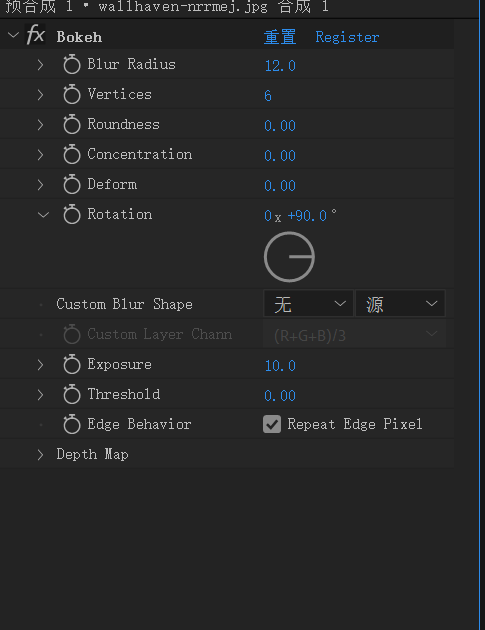 预合成 1 • wallhaven-nrrmej.jpg 合成 1
fx Bokeh 重置 Register
Blur Radius 12.0
Vertices 6
Roundness 0.00
Concentration 0.00
Deform 0.00
Rotation 0x +90.0°
Custom Blur Shape 无 源
Custom Layer Chann (R+G+B)/3
Exposure 10.0
Threshold 0.00
Edge Behavior Repeat Edge Pixel
Depth Map